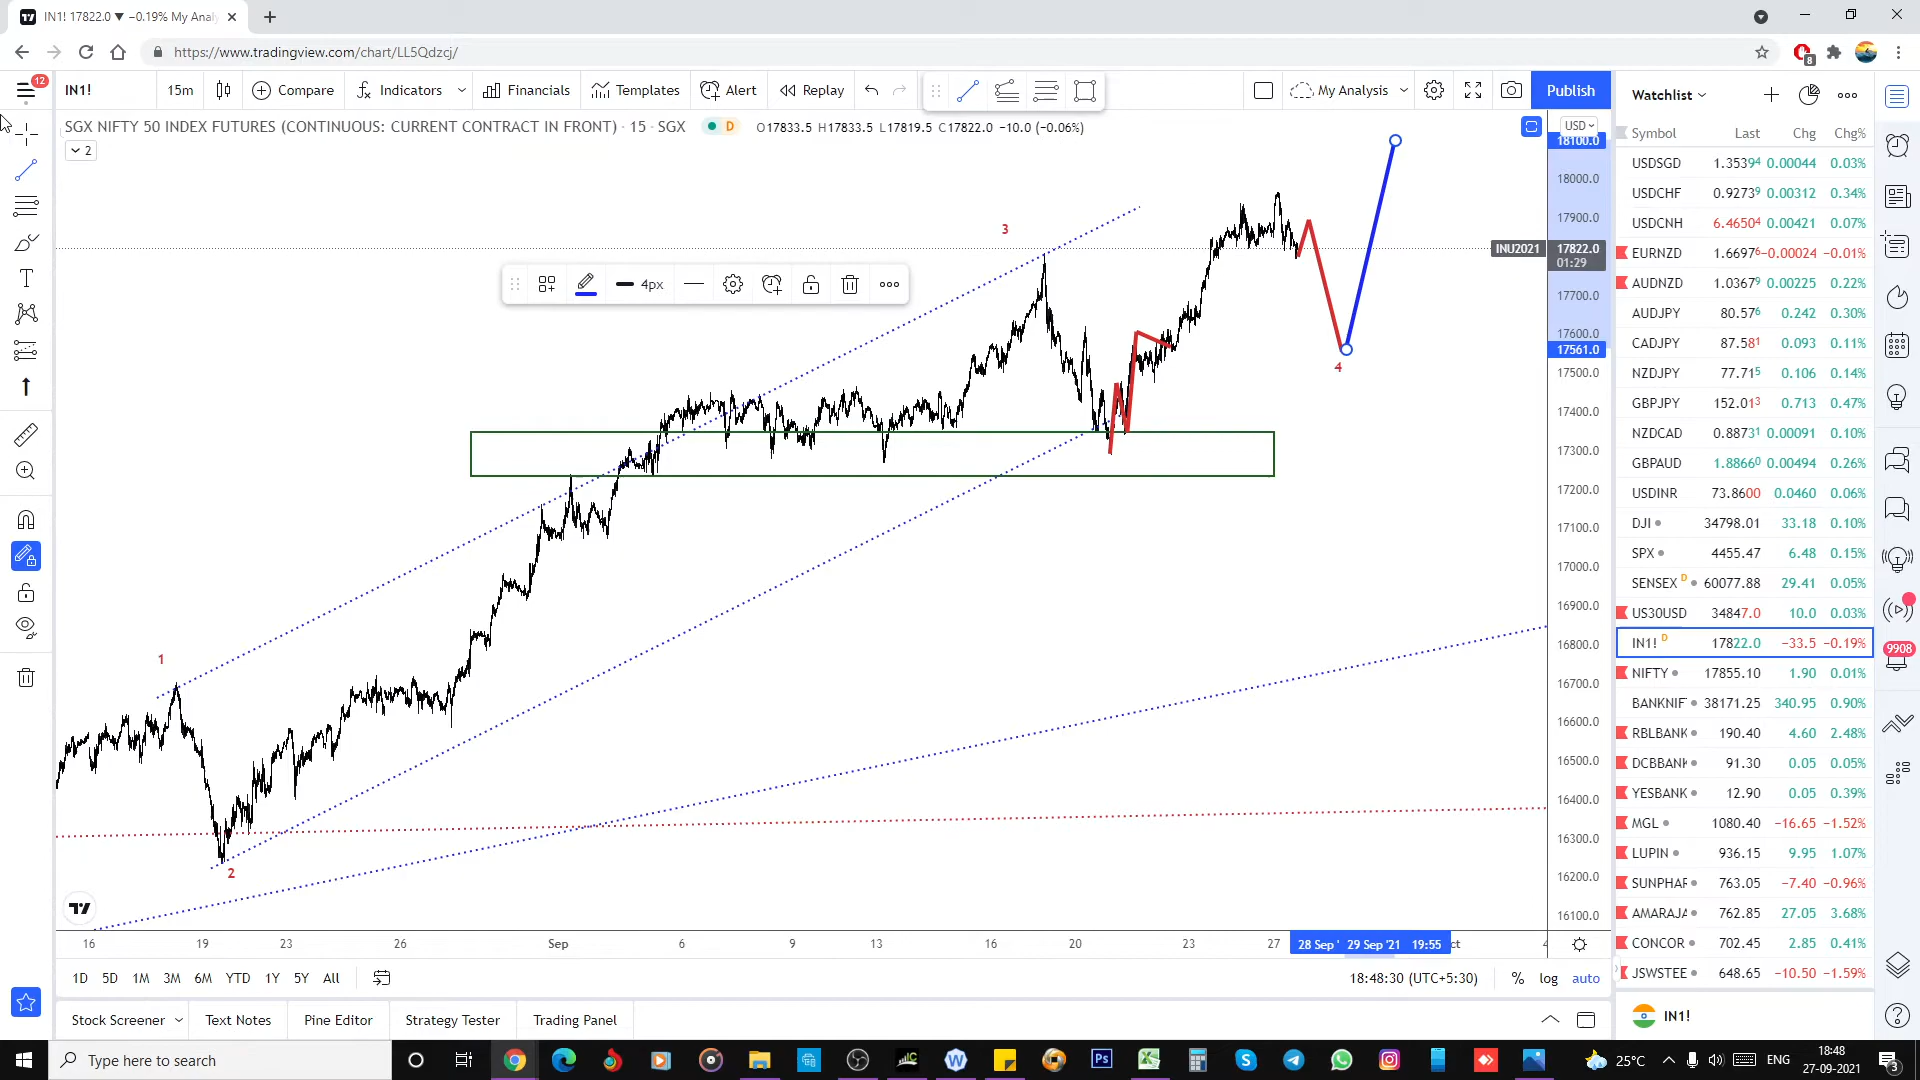 IN1! 17822.0 ▼ −0.19% My Analy
https://www.tradingview.com/chart/LL5Qdzcj/
8
12
IN1! 15m Compare Indicators Financials Templates Alert Replay My Analysis Publish
SGX NIFTY 50 INDEX FUTURES (CONTINUOUS: CURRENT CONTRACT IN FRONT) · 15 · SGX D O17833.5 H17833.5 L17819.5 C17822.0 −10.0 (−0.06%)
2
4px
1
2
3
4
USD
18100.0
18000.0
17900.0
INU2021 17822.0
01:29
17700.0
17600.0
17561.0
17500.0
17400.0
17300.0
17200.0
17100.0
17000.0
16900.0
16800.0
16700.0
16600.0
16500.0
16400.0
16300.0
16200.0
16100.0
16 19 23 26 Sep 6 9 13 16 20 23 27 28 Sep ' 29 Sep '21 19:55 ct 4
1D 5D 1M 3M 6M YTD 1Y 5Y All 18:48:30 (UTC+5:30) % log auto
Stock Screener Text Notes Pine Editor Strategy Tester Trading Panel
Watchlist
Symbol Last Chg Chg%
USDSGD 1.35394 0.00044 0.03%
USDCHF 0.92739 0.00312 0.34%
USDCNH 6.46504 0.00421 0.07%
EURNZD 1.66976 −0.00024 −0.01%
AUDNZD 1.03679 0.00225 0.22%
AUDJPY 80.576 0.242 0.30%
CADJPY 87.581 0.093 0.11%
NZDJPY 77.715 0.106 0.14%
GBPJPY 152.013 0.713 0.47%
NZDCAD 0.88731 0.00091 0.10%
GBPAUD 1.88660 0.00494 0.26%
USDINR 73.8600 0.0460 0.06%
DJI 34798.01 33.18 0.10%
SPX 4455.47 6.48 0.15%
SENSEX D 60077.88 29.41 0.05%
US30USD 34847.0 10.0 0.03%
IN1! D 17822.0 −33.5 −0.19%
NIFTY 17855.10 1.90 0.01%
BANKNIF 38171.25 340.95 0.90%
RBLBANK 190.40 4.60 2.48%
DCBBANK 91.30 0.05 0.05%
YESBANK 12.90 0.05 0.39%
MGL 1080.40 −16.65 −1.52%
LUPIN 936.15 9.95 1.07%
SUNPHAR 763.05 −7.40 −0.96%
AMARAJA 762.85 27.05 3.68%
CONCOR 702.45 2.85 0.41%
JSWSTEE 648.65 −10.50 −1.59%
IN1!
9908
Type here to search
25°C ENG 18:48
27-09-2021
3